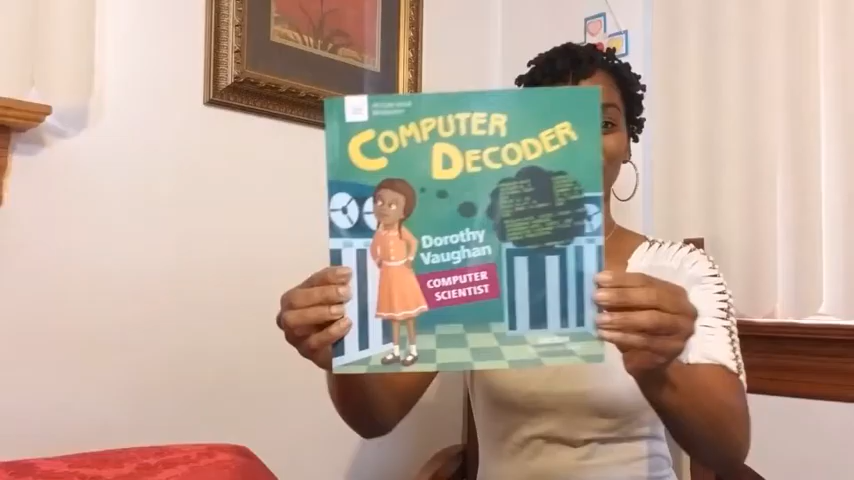 COMPUTER
DECODER
Dorothy
Vaughan
COMPUTER
SCIENTIST